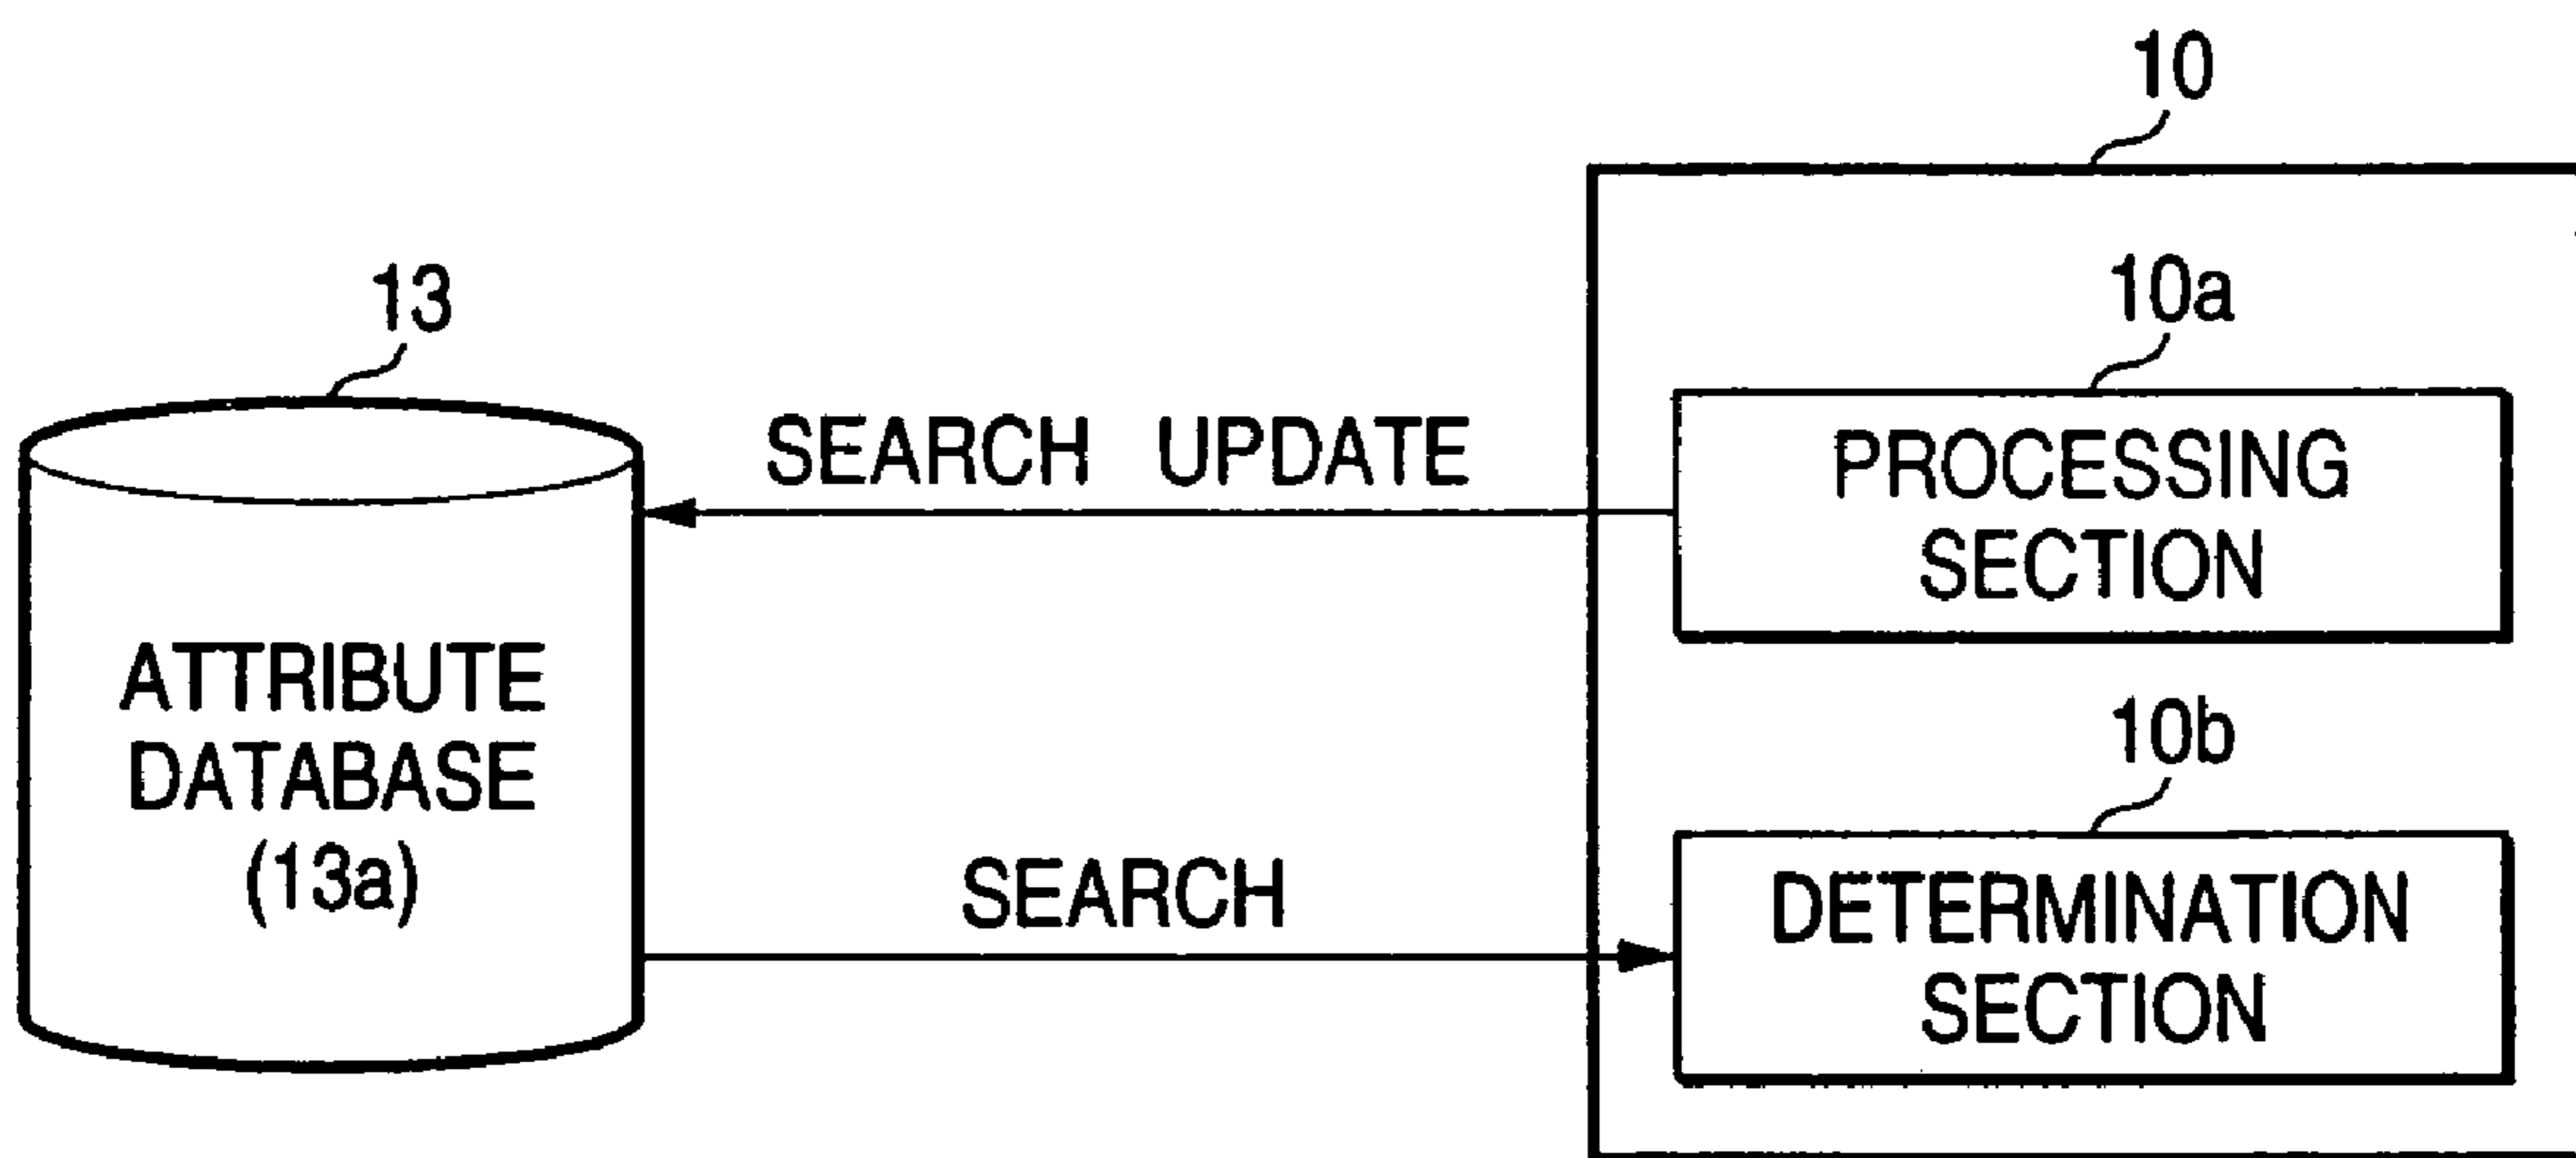 10
13
10a
SEARCH UPDATE
PROCESSING
SECTION
ATTRIBUTE
DATABASE
(13a)
10b
SEARCH
DETERMINATION
SECTION